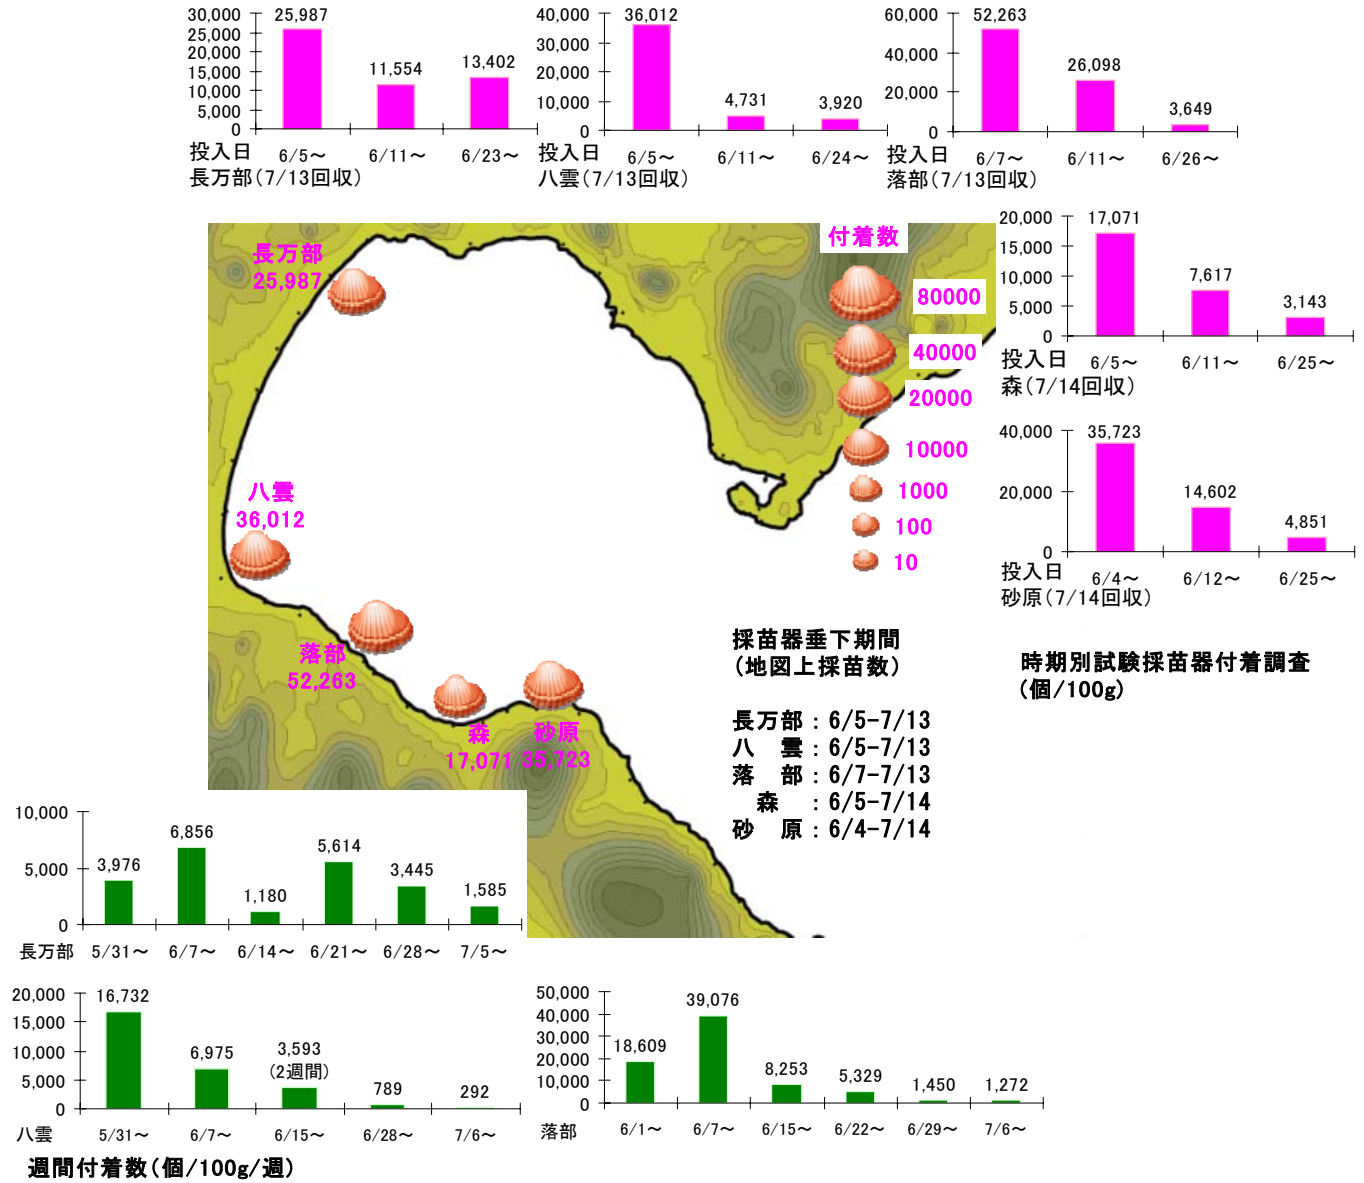 30,000
25,000
20,000
15,000
10,000
5,000
0
25,987
11,554
13,402
投入日 6/5～ 6/11～ 6/23～
長万部(7/13回収)
40,000
30,000
20,000
10,000
0
36,012
4,731
3,920
投入日 6/5～ 6/11～ 6/24～
八雲(7/13回収)
60,000
40,000
20,000
0
52,263
26,098
3,649
投入日 6/7～ 6/11～ 6/26～
落部(7/13回収)
20,000
15,000
10,000
5,000
0
17,071
7,617
3,143
投入日 6/5～ 6/11～ 6/25～
森(7/14回収)
40,000
20,000
0
35,723
14,602
4,851
投入日 6/4～ 6/12～ 6/25～
砂原(7/14回収)
時期別試験採苗器付着調査
(個/100g)
長万部
25,987
付着数
80000
40000
20000
10000
1000
100
10
八雲
36,012
落部
52,263
森
17,071
砂原
35,723
採苗器垂下期間
(地図上採苗数)
長万部：6/5-7/13
八　雲：6/5-7/13
落　部：6/7-7/13
森　：6/5-7/14
砂　原：6/4-7/14
10,000
5,000
0
3,976
6,856
1,180
5,614
3,445
1,585
長万部 5/31～ 6/7～ 6/14～ 6/21～ 6/28～ 7/5～
20,000
15,000
10,000
5,000
0
16,732
6,975
3,593
(2週間)
789
292
八雲 5/31～ 6/7～ 6/15～ 6/28～ 7/6～
50,000
40,000
30,000
20,000
10,000
0
18,609
39,076
8,253
5,329
1,450
1,272
落部 6/1～ 6/7～ 6/15～ 6/22～ 6/29～ 7/6～
週間付着数(個/100g/週)